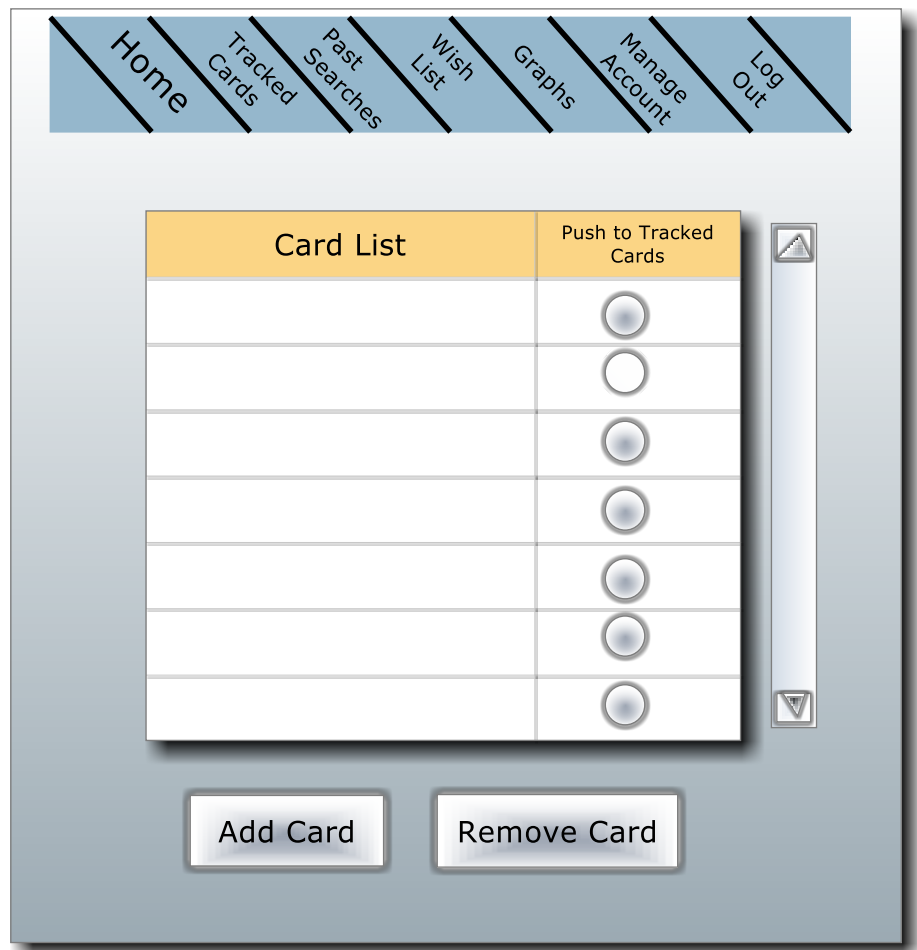 Home
Tracked
Cards
Past
Searches
Wish
List
Graphs
Manage
Account
Log
Out
Card List
Push to Tracked
Cards
Add Card
Remove Card